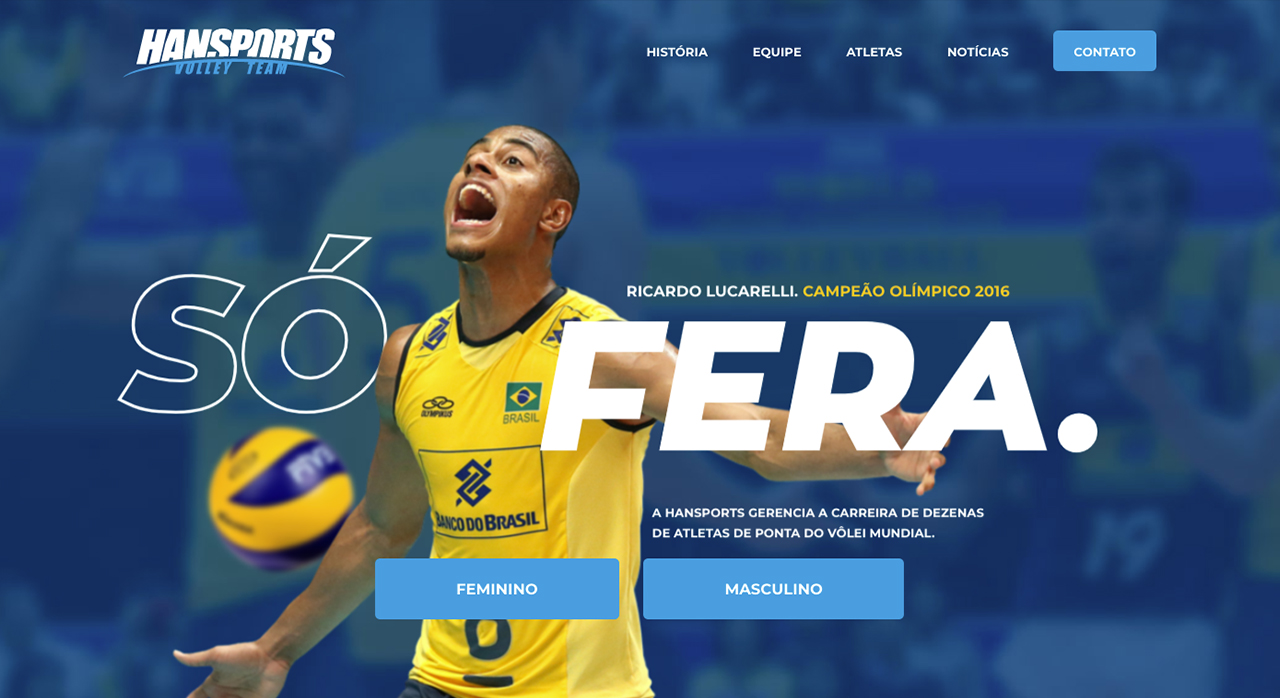 HANSPORTS
VOLLEY TEAM
HISTÓRIA
EQUIPE
ATLETAS
NOTÍCIAS
CONTATO
SÓ
RICARDO LUCARELLI. CAMPEÃO OLÍMPICO 2016
FERA.
OLYMPIKUS
BRASIL
BANCO DO BRASIL
A HANSPORTS GERENCIA A CARREIRA DE DEZENAS
DE ATLETAS DE PONTA DO VÔLEI MUNDIAL.
FEMININO
MASCULINO
19